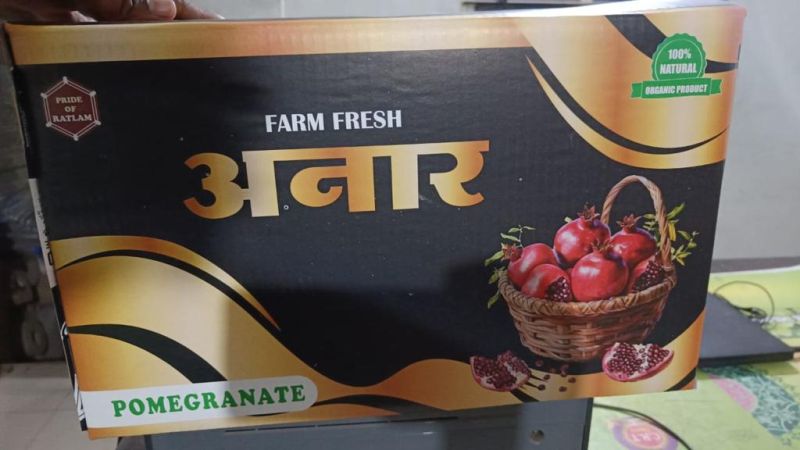 PRIDE
OF
RATLAM
100%
NATURAL
ORGANIC PRODUCT
FARM FRESH
अनार
POMEGRANATE